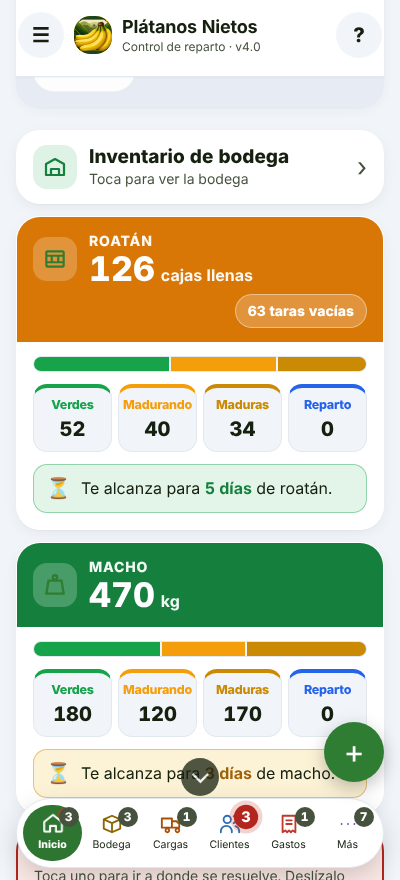 ☰
Plátanos Nietos
Control de reparto · v4.0
?
Inventario de bodega
Toca para ver la bodega
›
ROATÁN
126 cajas llenas
63 taras vacías
Verdes Madurando Maduras Reparto
52 40 34 0
Te alcanza para 5 días de roatán.
MACHO
470 kg
Verdes Madurando Maduras Reparto
180 120 170 0
+
Te alcanza para 3 días de macho.
3 3 1 3 1 7
Inicio Bodega Cargas Clientes Gastos Más
Toca uno para ir a donde se resuelve. Deslízalo